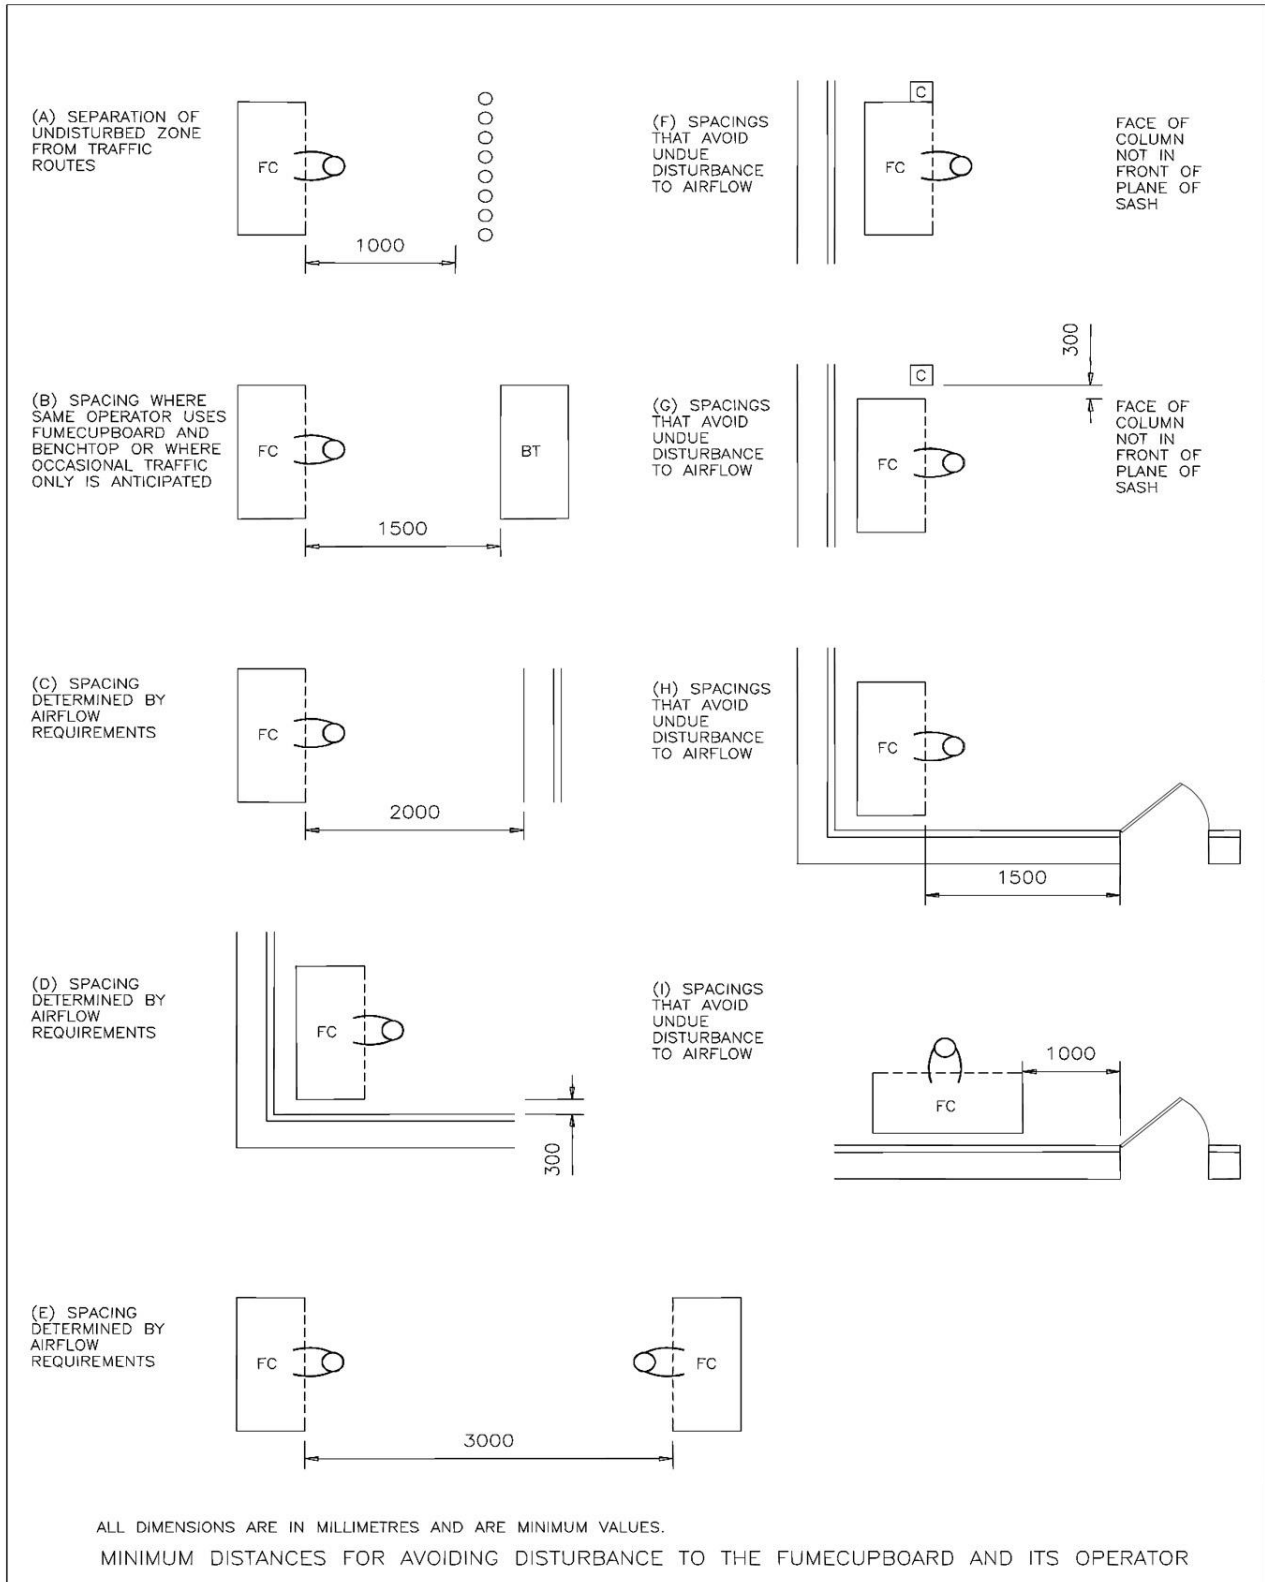 (A) SEPARATION OF
UNDISTURBED ZONE
FROM TRAFFIC
ROUTES
FC
1000
(B) SPACING WHERE
SAME OPERATOR USES
FUMECUPBOARD AND
BENCHTOP OR WHERE
OCCASIONAL TRAFFIC
ONLY IS ANTICIPATED
FC
BT
1500
(C) SPACING
DETERMINED BY
AIRFLOW
REQUIREMENTS
FC
2000
(D) SPACING
DETERMINED BY
AIRFLOW
REQUIREMENTS
FC
300
(E) SPACING
DETERMINED BY
AIRFLOW
REQUIREMENTS
FC
FC
3000
(F) SPACINGS
THAT AVOID
UNDUE
DISTURBANCE
TO AIRFLOW
C
FC
FACE OF
COLUMN
NOT IN
FRONT OF
PLANE OF
SASH
(G) SPACINGS
THAT AVOID
UNDUE
DISTURBANCE
TO AIRFLOW
C
FC
300
FACE OF
COLUMN
NOT IN
FRONT OF
PLANE OF
SASH
(H) SPACINGS
THAT AVOID
UNDUE
DISTURBANCE
TO AIRFLOW
FC
1500
(I) SPACINGS
THAT AVOID
UNDUE
DISTURBANCE
TO AIRFLOW
FC
1000
ALL DIMENSIONS ARE IN MILLIMETRES AND ARE MINIMUM VALUES.
MINIMUM DISTANCES FOR AVOIDING DISTURBANCE TO THE FUMECUPBOARD AND ITS OPERATOR